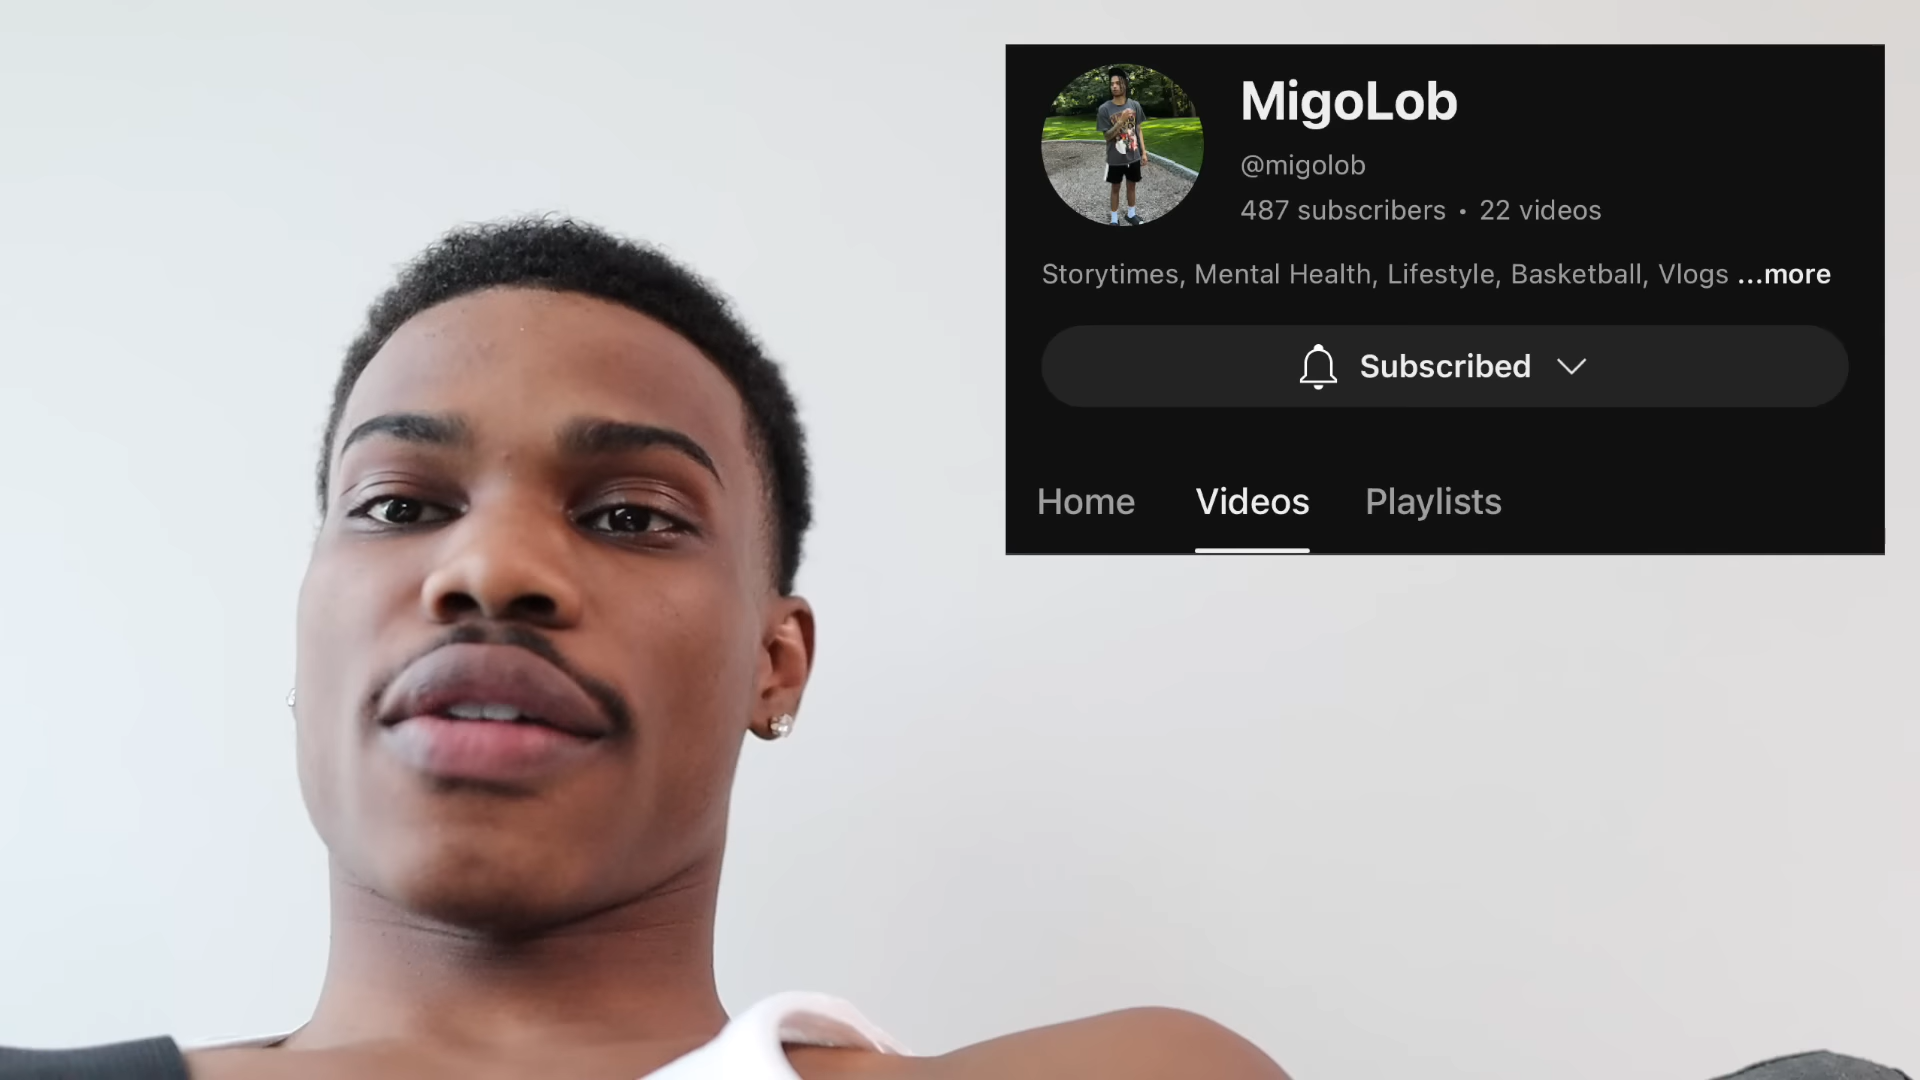 MigoLob
@migolob
487 subscribers • 22 videos
Storytimes, Mental Health, Lifestyle, Basketball, Vlogs ...more
Subscribed
Home Videos Playlists